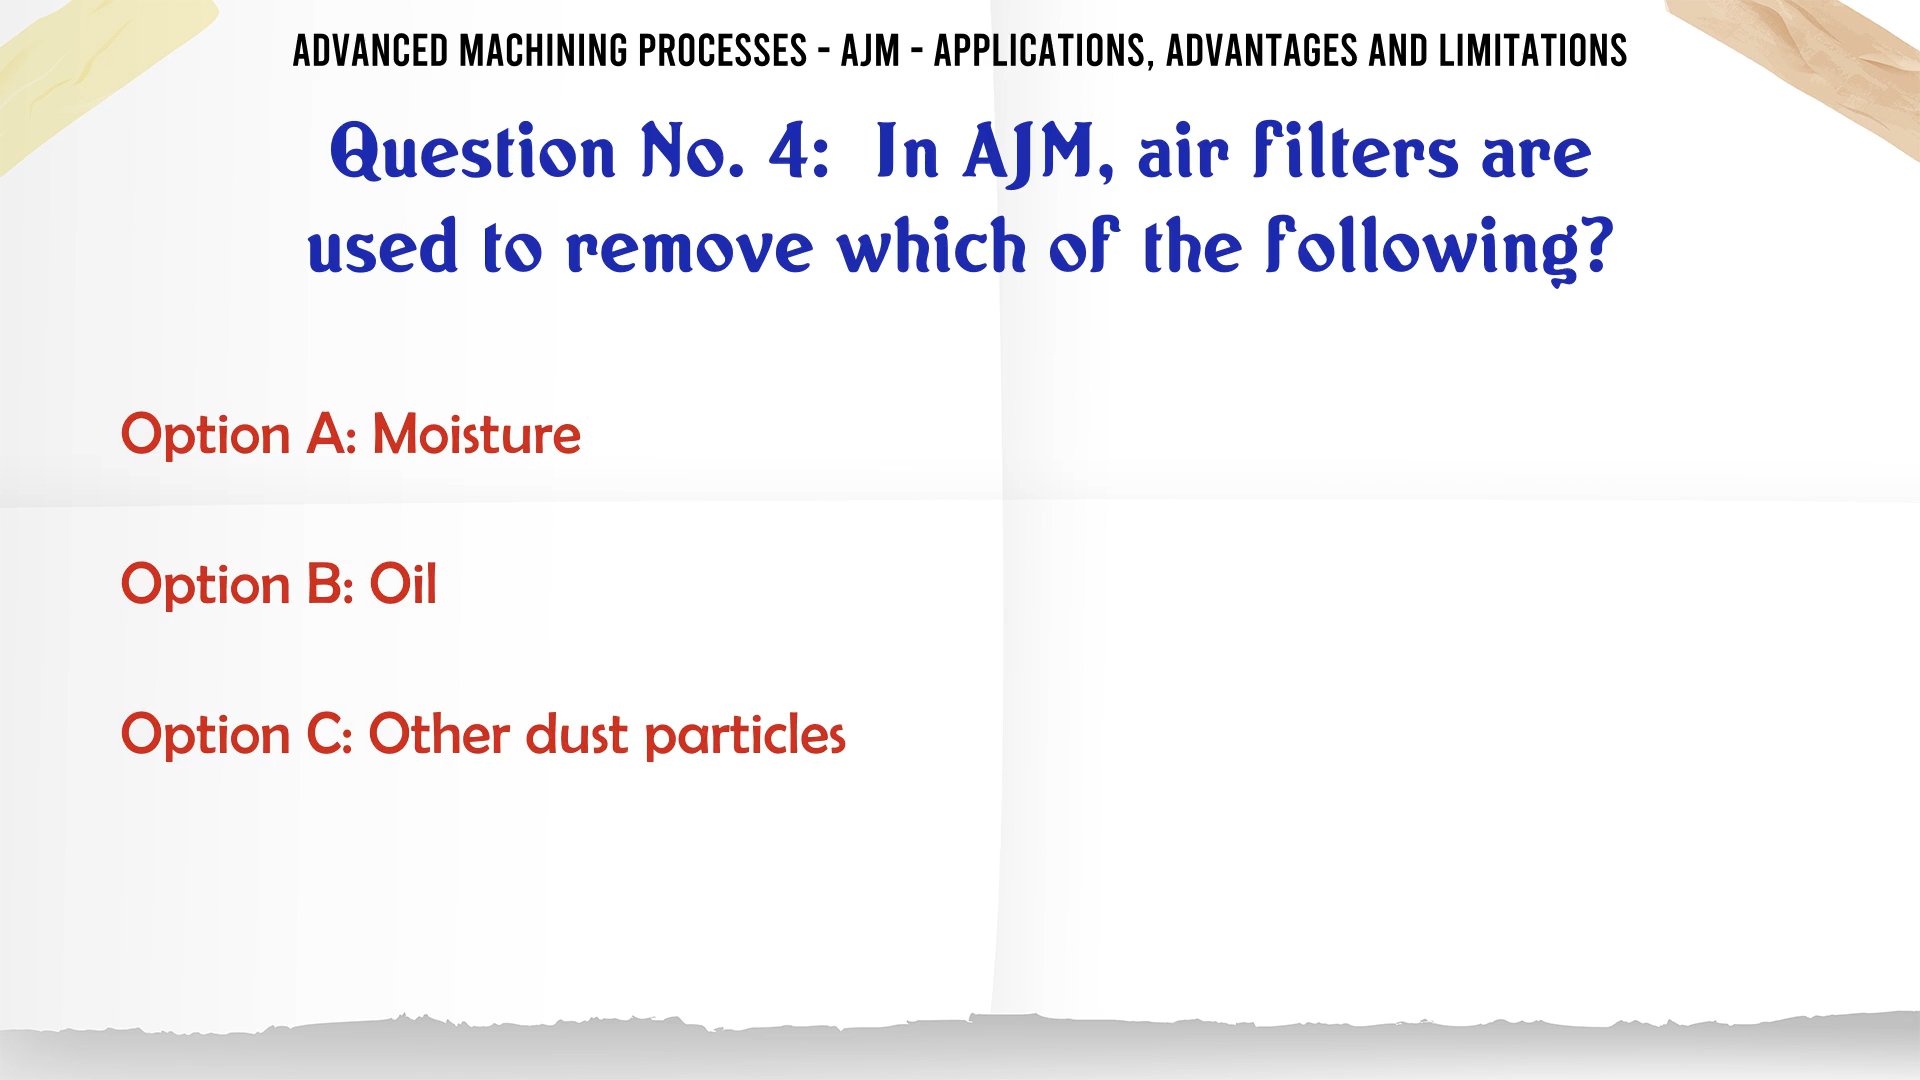 ADVANCED MACHINING PROCESSES - AJM - APPLICATIONS, ADVANTAGES AND LIMITATIONS
Question No. 4: In AJM, air filters are
used to remove which of the following?
Option A: Moisture
Option B: Oil
Option C: Other dust particles